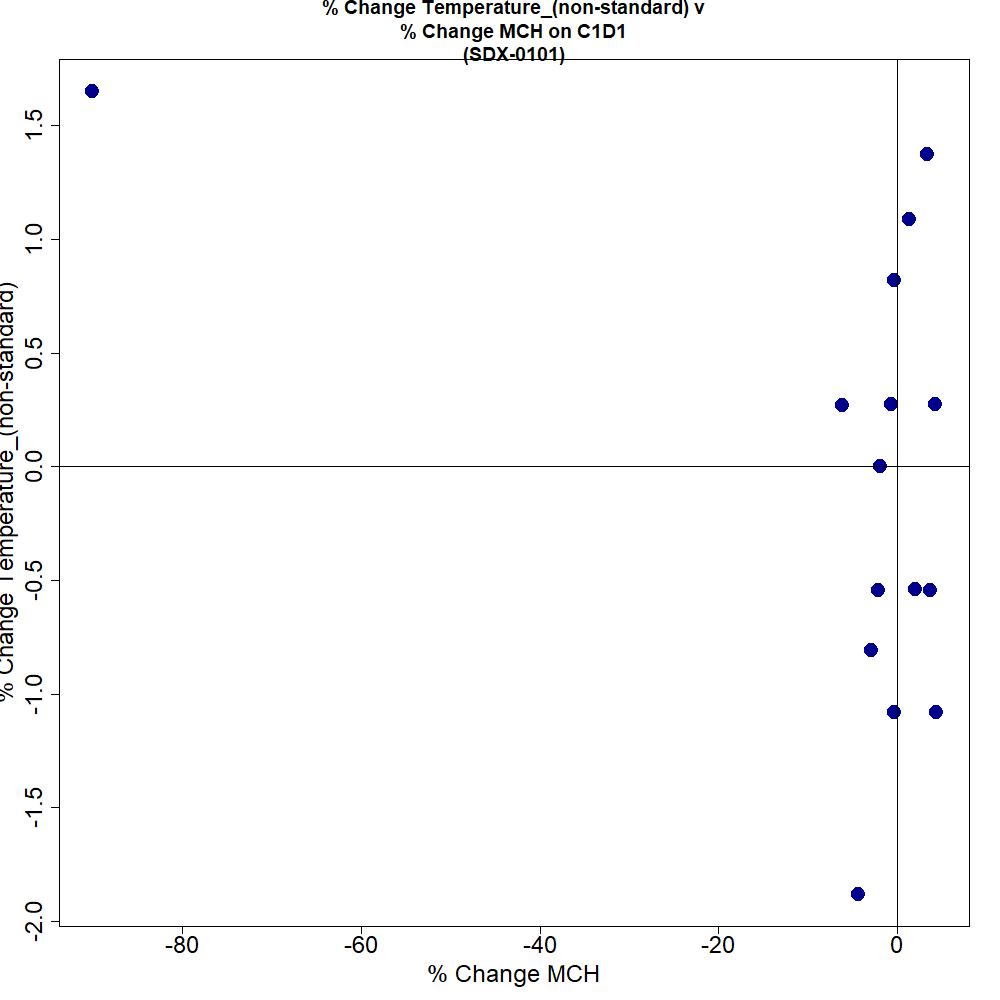 % Change Temperature_(non-standard) v
% Change MCH on C1D1
(SDX-0101)
% Change Temperature_(non-standard)
1.5
1.0
0.5
0.0
-0.5
-1.0
-1.5
-2.0
-80
-60
-40
-20
0
% Change MCH